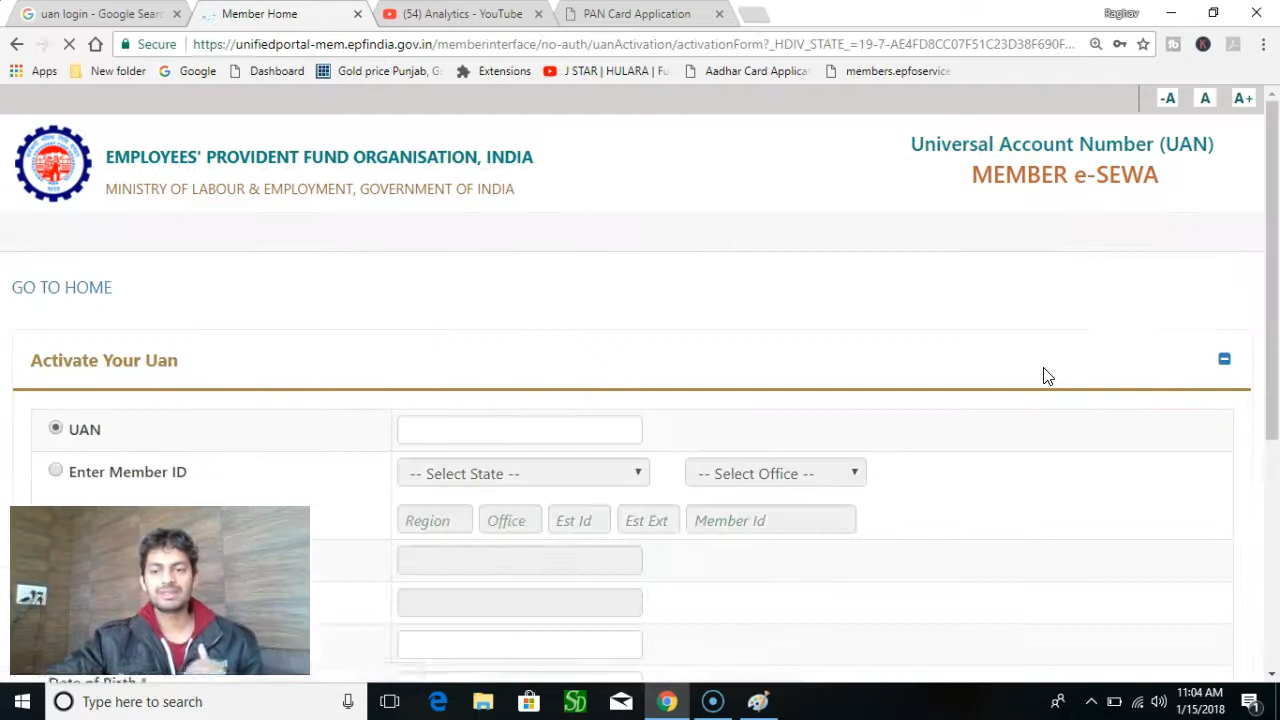 uan login - Google Sear
Member Home
(54) Analytics - YouTube
PAN Card Application
Raghav
Secure
https://unifiedportal-mem.epfindia.gov.in/memberinterface/no-auth/uanActivation/activationForm?_HDIV_STATE_=19-7-AE4FD8CC07F51C23D38F690F...
Apps
New folder
Google
Dashboard
Gold price Punjab, Go
Extensions
J STAR | HULARA | Fu
Aadhar Card Applica
members.epfoservice
-A
A
A+
EMPLOYEES' PROVIDENT FUND ORGANISATION, INDIA
MINISTRY OF LABOUR & EMPLOYMENT, GOVERNMENT OF INDIA
Universal Account Number (UAN)
MEMBER e-SEWA
GO TO HOME
Activate Your Uan
UAN
Enter Member ID
-- Select State --
-- Select Office --
Region
Office
Est Id
Est Ext
Member Id
Date of Birth *
Type here to search
11:04 AM
1/15/2018